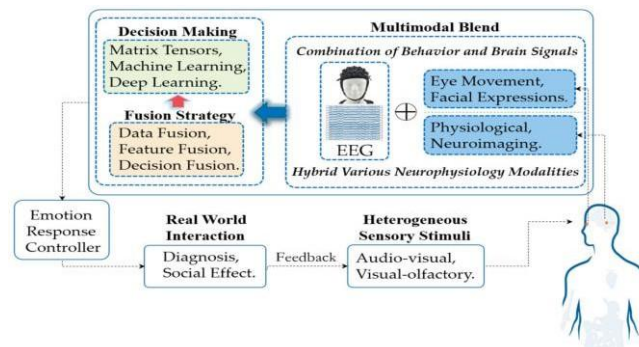 Decision Making
Matrix Tensors,
Machine Learning,
Deep Learning.
Fusion Strategy
Data Fusion,
Feature Fusion,
Decision Fusion.
Multimodal Blend
Combination of Behavior and Brain Signals
EEG
Eye Movement,
Facial Expressions.
Physiological,
Neuroimaging.
Hybrid Various Neurophysiology Modalities
Emotion
Response
Controller
Real World
Interaction
Diagnosis,
Social Effect.
Feedback
Heterogeneous
Sensory Stimuli
Audio-visual,
Visual-olfactory.